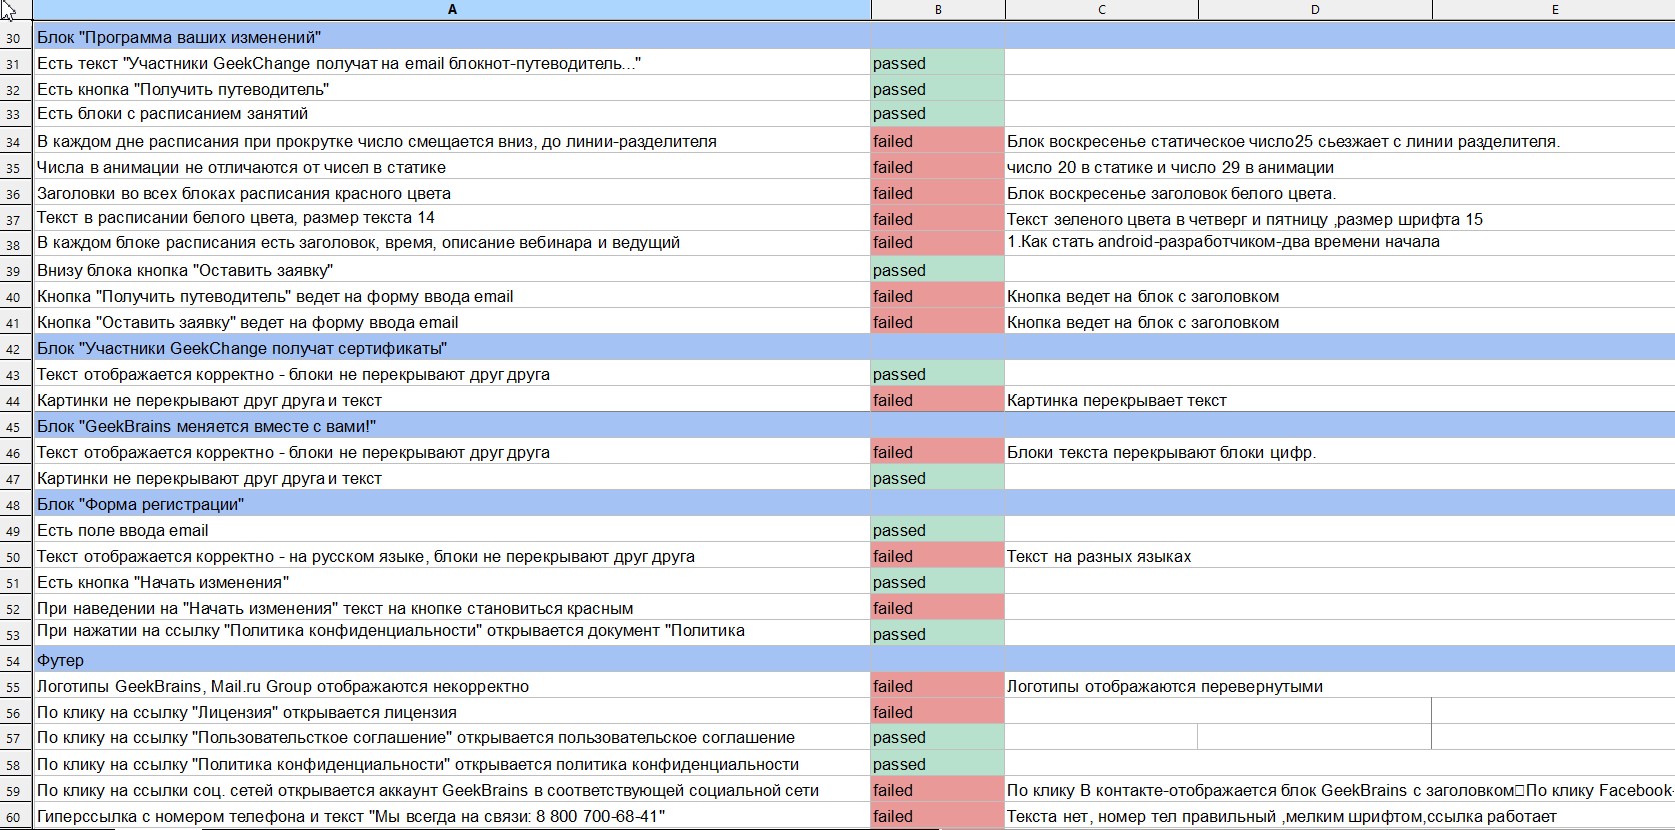 A B C D E
30 Блок "Программа ваших изменений"
31 Есть текст "Участники GeekChange получат на email блокнот-путеводитель..." passed
32 Есть кнопка "Получить путеводитель" passed
33 Есть блоки с расписанием занятий passed
34 В каждом дне расписания при прокрутке число смещается вниз, до линии-разделителя failed Блок воскресенье статическое число25 сьезжает с линии разделителя.
35 Числа в анимации не отличаются от чисел в статике failed число 20 в статике и число 29 в анимации
36 Заголовки во всех блоках расписания красного цвета failed Блок воскресенье заголовок белого цвета.
37 Текст в расписании белого цвета, размер текста 14 failed Текст зеленого цвета в четверг и пятницу ,размер шрифта 15
38 В каждом блоке расписания есть заголовок, время, описание вебинара и ведущий failed 1.Как стать android-разработчиком-два времени начала
39 Внизу блока кнопка "Оставить заявку" passed
40 Кнопка "Получить путеводитель" ведет на форму ввода email failed Кнопка ведет на блок с заголовком
41 Кнопка "Оставить заявку" ведет на форму ввода email failed Кнопка ведет на блок с заголовком
42 Блок "Участники GeekChange получат сертификаты"
43 Текст отображается корректно - блоки не перекрывают друг друга passed
44 Картинки не перекрывают друг друга и текст failed Картинка перекрывает текст
45 Блок "GeekBrains меняется вместе с вами!"
46 Текст отображается корректно - блоки не перекрывают друг друга failed Блоки текста перекрывают блоки цифр.
47 Картинки не перекрывают друг друга и текст passed
48 Блок "Форма регистрации"
49 Есть поле ввода email passed
50 Текст отображается корректно - на русском языке, блоки не перекрывают друг друга failed Текст на разных языках
51 Есть кнопка "Начать изменения" passed
52 При наведении на "Начать изменения" текст на кнопке становиться красным failed
53 При нажатии на ссылку "Политика конфиденциальности" открывается документ "Политика passed
54 Футер
55 Логотипы GeekBrains, Mail.ru Group отображаются некорректно failed Логотипы отображаются перевернутыми
56 По клику на ссылку "Лицензия" открывается лицензия failed
57 По клику на ссылку "Пользовательсткое соглашение" открывается пользовательское соглашение passed
58 По клику на ссылку "Политика конфиденциальности" открывается политика конфиденциальности passed
59 По клику на ссылки соц. сетей открывается аккаунт GeekBrains в соответствующей социальной сети failed По клику В контакте-отображается блок GeekBrains с заголовком□По клику Facebook-
60 Гиперссылка с номером телефона и текст "Мы всегда на связи: 8 800 700-68-41" failed Текста нет, номер тел правильный ,мелким шрифтом,ссылка работает